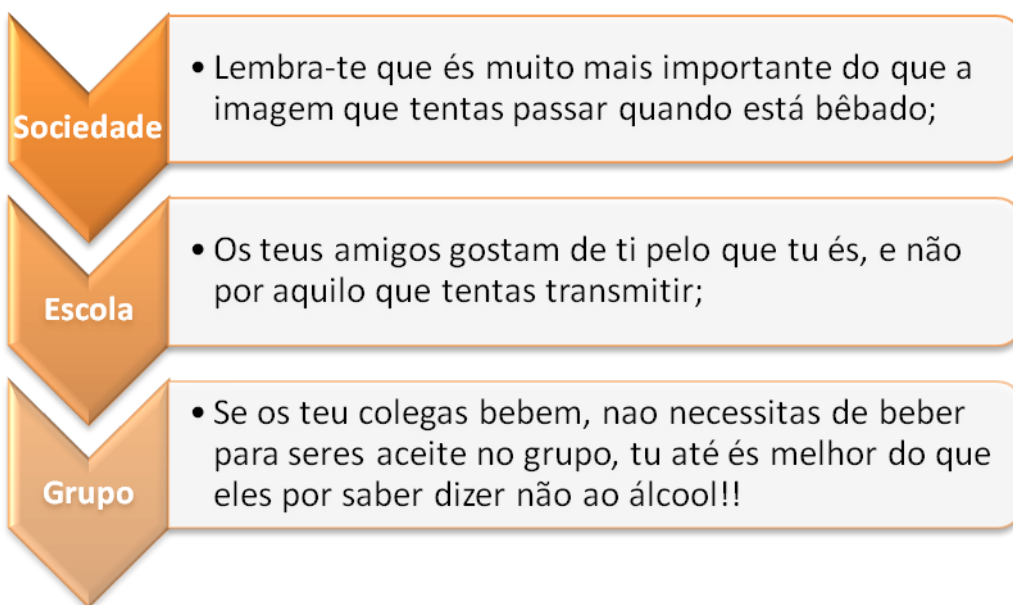 Sociedade
• Lembra-te que és muito mais importante do que a
imagem que tentas passar quando está bêbado;
Escola
• Os teus amigos gostam de ti pelo que tu és, e não
por aquilo que tentas transmitir;
Grupo
• Se os teu colegas bebem, nao necessitas de beber
para seres aceite no grupo, tu até és melhor do que
eles por saber dizer não ao álcool!!